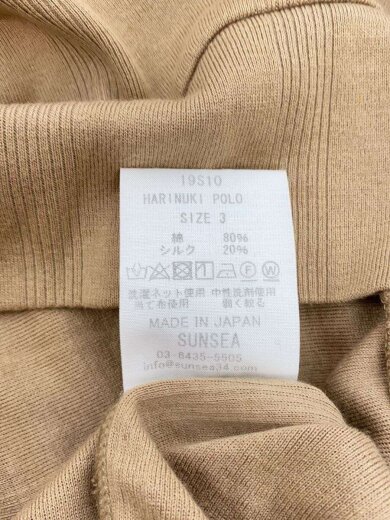 19S10
HARINUKI POLO
SIZE 3
綿 80%
シルク 20%
洗濯ネット使用 中性洗剤使用
当て布使用 弱く絞る
MADE IN JAPAN
SUNSEA
03-6435-5505
info@sunsea34.com